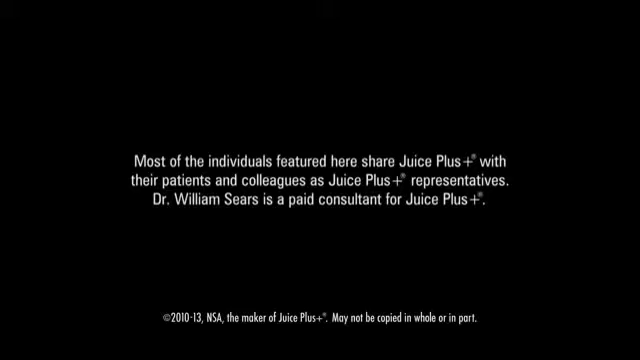 Most of the individuals featured here share Juice Plus+® with
their patients and colleagues as Juice Plus+® representatives.
Dr. William Sears is a paid consultant for Juice Plus+®.
©2010-13, NSA, the maker of Juice Plus+®. May not be copied in whole or in part.